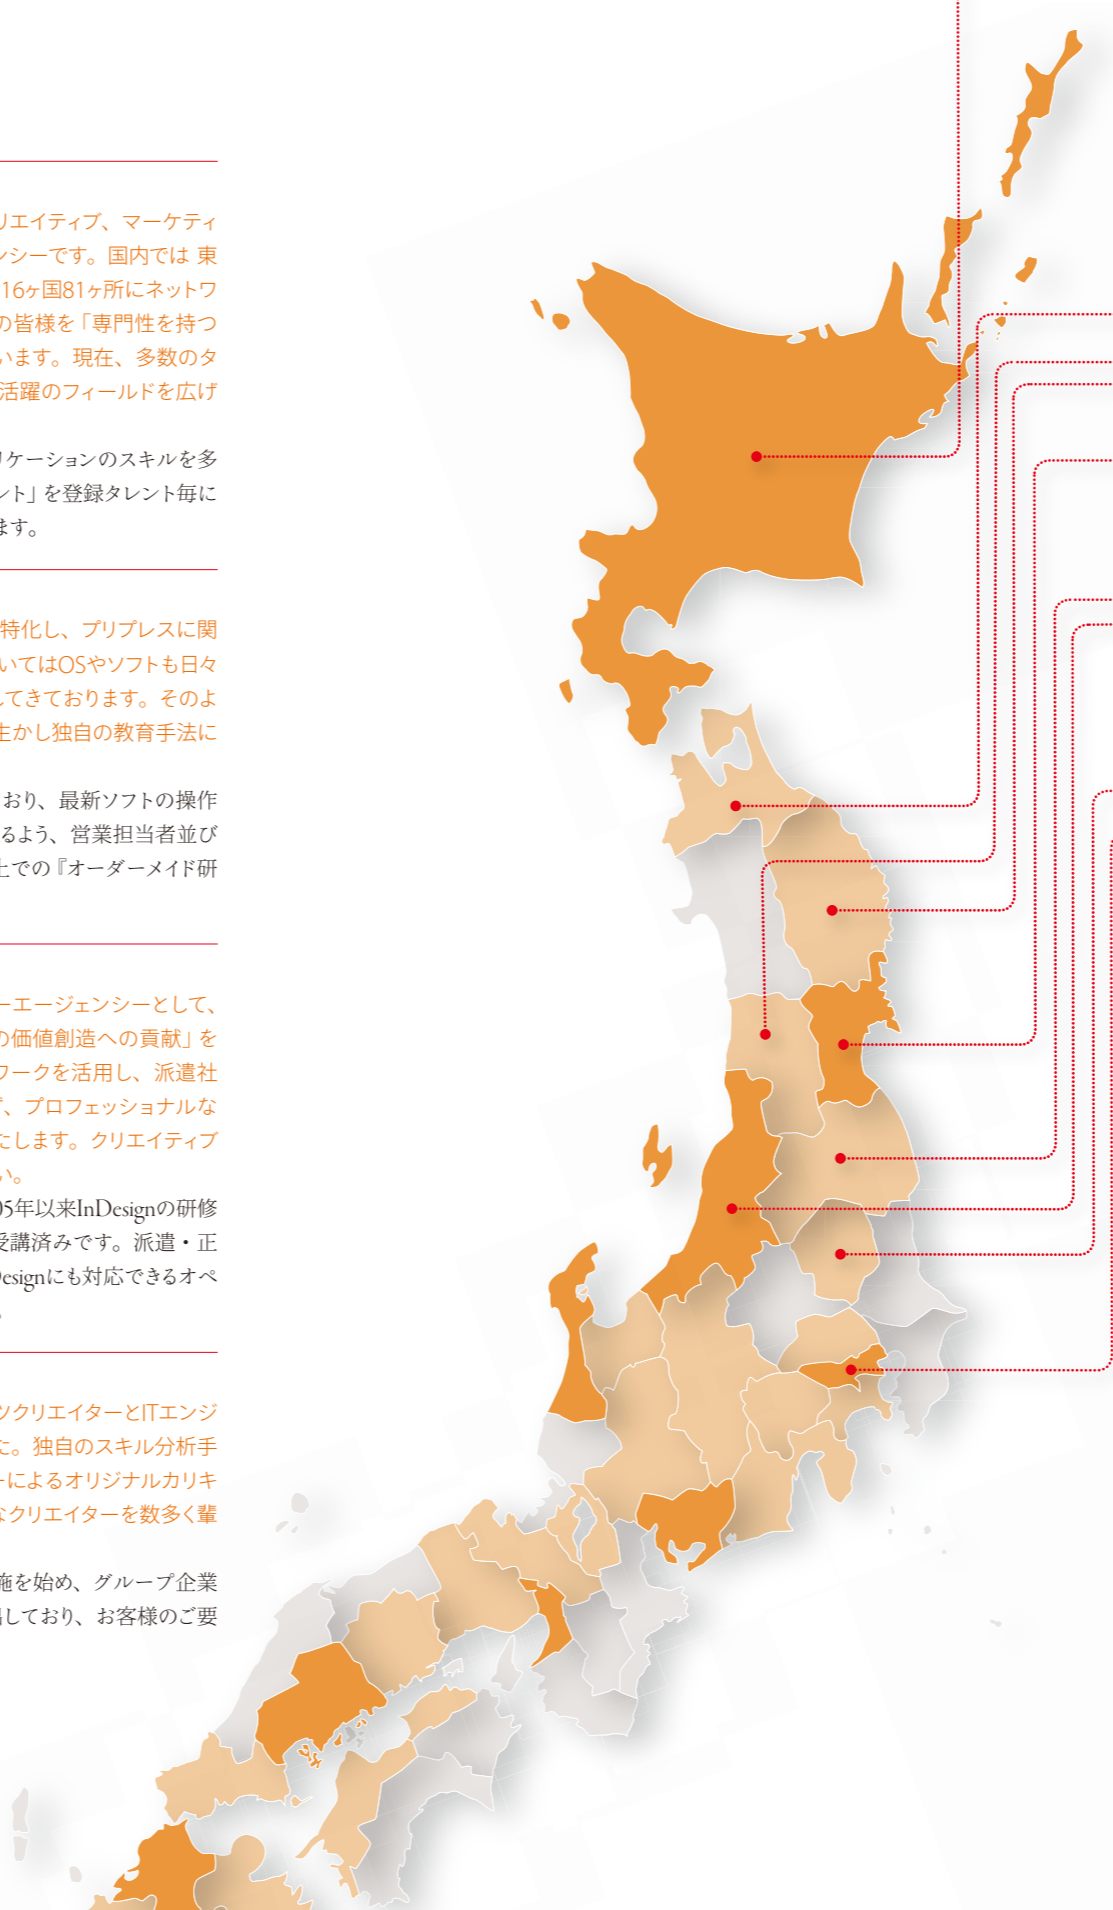 リエイティブ、マーケティ
ンシーです。国内では 東
16ヶ国81ヶ所にネットワ
の皆様を「専門性を持つ
います。現在、多数のタ
活躍のフィールドを広げ
リケーションのスキルを多
ント」を登録タレント毎に
ます。
特化し、プリプレスに関
いてはOSやソフトも日々
してきております。そのよ
生かし独自の教育手法に
おり、最新ソフトの操作
るよう、営業担当者並び
上での『オーダーメイド研
ーエージェンシーとして、
の価値創造への貢献」を
ワークを活用し、派遣社
、プロフェッショナルな
たします。クリエイティブ
い。
05年以来InDesignの研修
受講済みです。派遣・正
Designにも対応できるオペ
。
ツクリエイターとITエンジ
た。独自のスキル分析手
ーによるオリジナルカリキ
なクリエイターを数多く輩
施を始め、グループ企業
出しており、お客様のご要